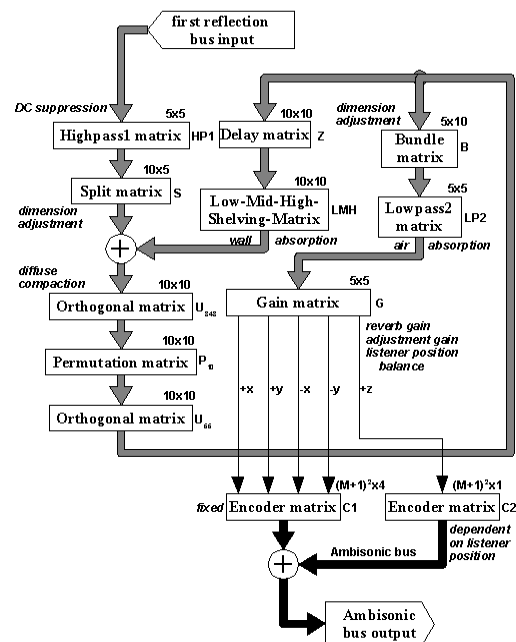 first reflection
bus input
DC suppression
5x5
Highpass1 matrix HP1
10x5
Split matrix S
dimension
adjustment
10x10
Delay matrix Z
10x10
Low-Mid-High-
Shelving-Matrix
LMH
wall absorption
dimension
adjustment
5x10
Bundle
matrix
B
5x5
Lowpass2
matrix
LP2
air absorption
+
diffuse
compaction
10x10
Orthogonal matrix U848
10x10
Permutation matrix P10
10x10
Orthogonal matrix U66
5x5
Gain matrix G
reverb gain
adjustment gain
listener position
balance
+x +y -x -y +z
(M+1)²x4
fixed Encoder matrix C1
(M+1)²x1
Encoder matrix C2
dependent
on listener
position
Ambisonic bus
+
Ambisonic
bus output